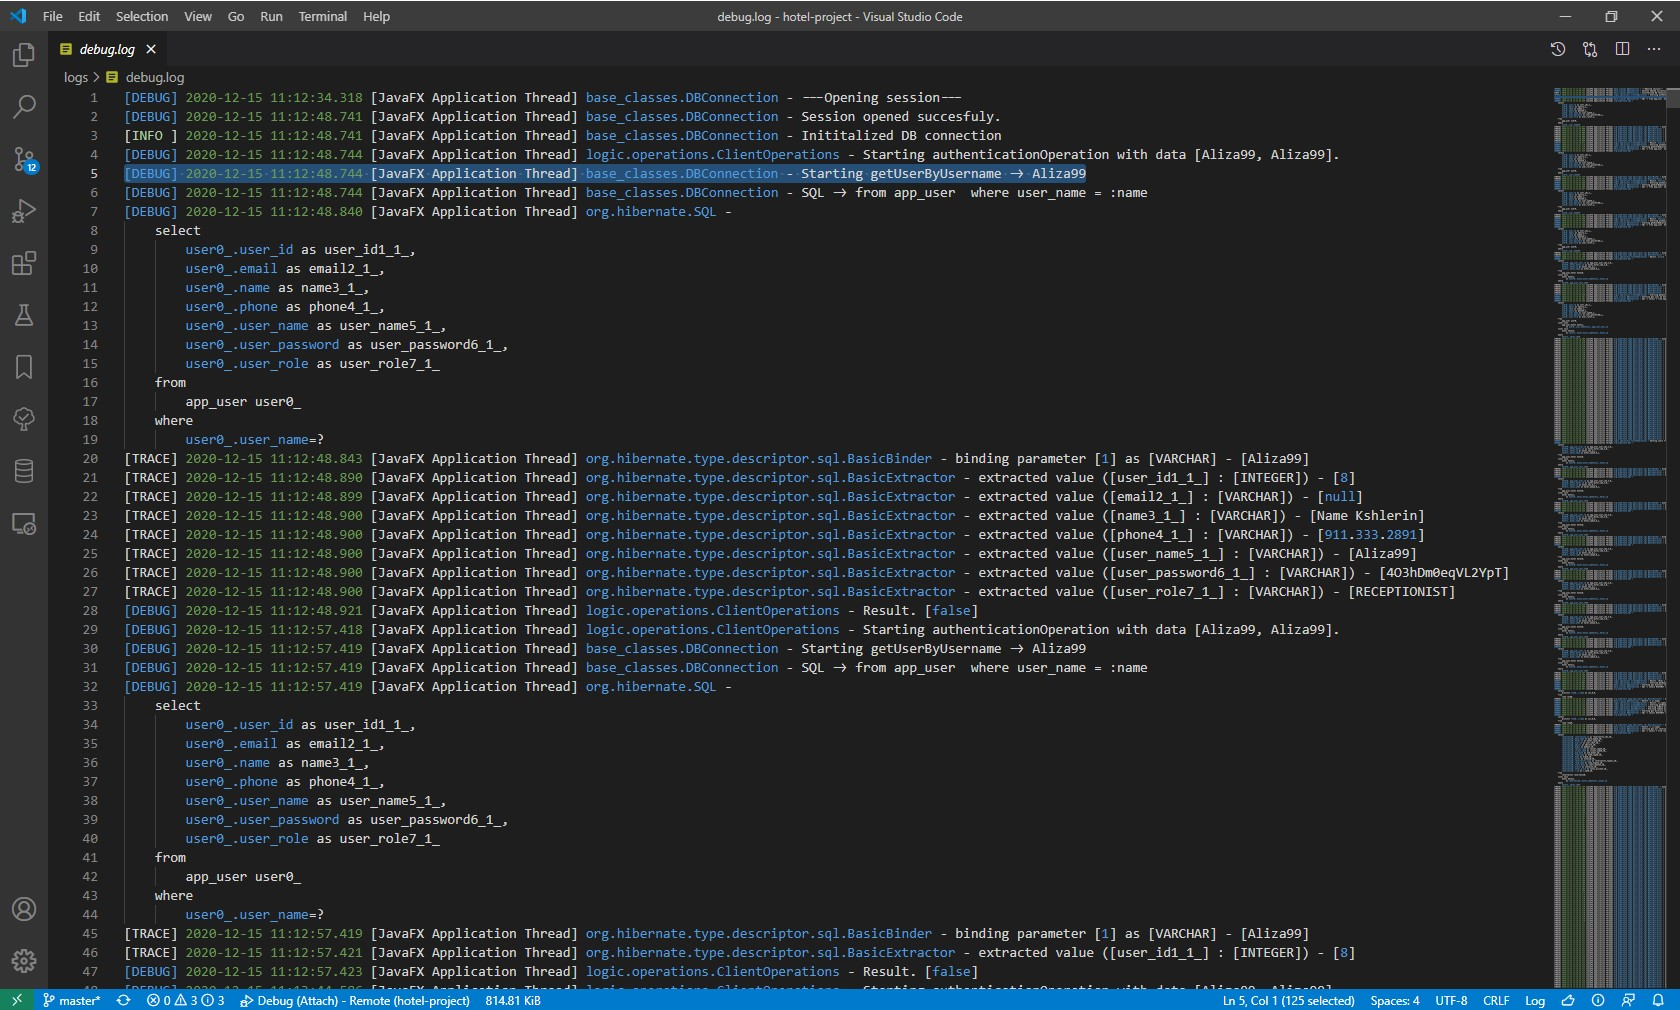 File Edit Selection View Go Run Terminal Help debug.log - hotel-project - Visual Studio Code
debug.log
logs > debug.log
1 [DEBUG] 2020-12-15 11:12:34.318 [JavaFX Application Thread] base_classes.DBConnection - ---Opening session---
2 [DEBUG] 2020-12-15 11:12:48.741 [JavaFX Application Thread] base_classes.DBConnection - Session opened succesfuly.
3 [INFO ] 2020-12-15 11:12:48.741 [JavaFX Application Thread] base_classes.DBConnection - Inititalized DB connection
4 [DEBUG] 2020-12-15 11:12:48.744 [JavaFX Application Thread] logic.operations.ClientOperations - Starting authenticationOperation with data [Aliza99, Aliza99].
5 [DEBUG] 2020-12-15 11:12:48.744 [JavaFX Application Thread] base_classes.DBConnection - Starting getUserByUsername → Aliza99
6 [DEBUG] 2020-12-15 11:12:48.744 [JavaFX Application Thread] base_classes.DBConnection - SQL → from app_user  where user_name = :name
7 [DEBUG] 2020-12-15 11:12:48.840 [JavaFX Application Thread] org.hibernate.SQL -
8 select
9 user0_.user_id as user_id1_1_,
10 user0_.email as email2_1_,
11 user0_.name as name3_1_,
12 user0_.phone as phone4_1_,
13 user0_.user_name as user_name5_1_,
14 user0_.user_password as user_password6_1_,
15 user0_.user_role as user_role7_1_
16 from
17 app_user user0_
18 where
19 user0_.user_name=?
20 [TRACE] 2020-12-15 11:12:48.843 [JavaFX Application Thread] org.hibernate.type.descriptor.sql.BasicBinder - binding parameter [1] as [VARCHAR] - [Aliza99]
21 [TRACE] 2020-12-15 11:12:48.890 [JavaFX Application Thread] org.hibernate.type.descriptor.sql.BasicExtractor - extracted value ([user_id1_1_] : [INTEGER]) - [8]
22 [TRACE] 2020-12-15 11:12:48.899 [JavaFX Application Thread] org.hibernate.type.descriptor.sql.BasicExtractor - extracted value ([email2_1_] : [VARCHAR]) - [null]
23 [TRACE] 2020-12-15 11:12:48.900 [JavaFX Application Thread] org.hibernate.type.descriptor.sql.BasicExtractor - extracted value ([name3_1_] : [VARCHAR]) - [Name Kshlerin]
24 [TRACE] 2020-12-15 11:12:48.900 [JavaFX Application Thread] org.hibernate.type.descriptor.sql.BasicExtractor - extracted value ([phone4_1_] : [VARCHAR]) - [911.333.2891]
25 [TRACE] 2020-12-15 11:12:48.900 [JavaFX Application Thread] org.hibernate.type.descriptor.sql.BasicExtractor - extracted value ([user_name5_1_] : [VARCHAR]) - [Aliza99]
26 [TRACE] 2020-12-15 11:12:48.900 [JavaFX Application Thread] org.hibernate.type.descriptor.sql.BasicExtractor - extracted value ([user_password6_1_] : [VARCHAR]) - [4O3hDm0eqVL2YpT]
27 [TRACE] 2020-12-15 11:12:48.900 [JavaFX Application Thread] org.hibernate.type.descriptor.sql.BasicExtractor - extracted value ([user_role7_1_] : [VARCHAR]) - [RECEPTIONIST]
28 [DEBUG] 2020-12-15 11:12:48.921 [JavaFX Application Thread] logic.operations.ClientOperations - Result. [false]
29 [DEBUG] 2020-12-15 11:12:57.418 [JavaFX Application Thread] logic.operations.ClientOperations - Starting authenticationOperation with data [Aliza99, Aliza99].
30 [DEBUG] 2020-12-15 11:12:57.419 [JavaFX Application Thread] base_classes.DBConnection - Starting getUserByUsername → Aliza99
31 [DEBUG] 2020-12-15 11:12:57.419 [JavaFX Application Thread] base_classes.DBConnection - SQL → from app_user  where user_name = :name
32 [DEBUG] 2020-12-15 11:12:57.419 [JavaFX Application Thread] org.hibernate.SQL -
33 select
34 user0_.user_id as user_id1_1_,
35 user0_.email as email2_1_,
36 user0_.name as name3_1_,
37 user0_.phone as phone4_1_,
38 user0_.user_name as user_name5_1_,
39 user0_.user_password as user_password6_1_,
40 user0_.user_role as user_role7_1_
41 from
42 app_user user0_
43 where
44 user0_.user_name=?
45 [TRACE] 2020-12-15 11:12:57.419 [JavaFX Application Thread] org.hibernate.type.descriptor.sql.BasicBinder - binding parameter [1] as [VARCHAR] - [Aliza99]
46 [TRACE] 2020-12-15 11:12:57.421 [JavaFX Application Thread] org.hibernate.type.descriptor.sql.BasicExtractor - extracted value ([user_id1_1_] : [INTEGER]) - [8]
47 [DEBUG] 2020-12-15 11:12:57.423 [JavaFX Application Thread] logic.operations.ClientOperations - Result. [false]
12
master* 0 3 3 Debug (Attach) - Remote (hotel-project) 814.81 KiB Ln 5, Col 1 (125 selected) Spaces: 4 UTF-8 CRLF Log